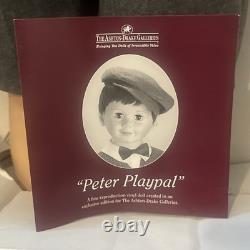 THE ASHTON-DRAKE GALLERIES
Bringing You Dolls of Irresistible Value
"Peter Playpal"
A fine reproduction vinyl doll created in an
exclusive edition for The Ashton-Drake Galleries.